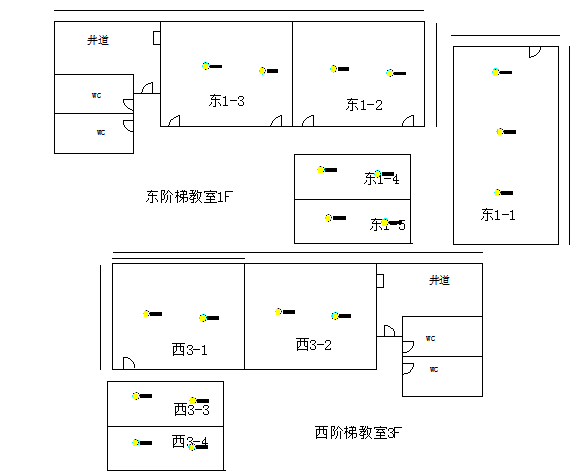 井道
WC
WC
东1-3
东1-2
东1-4
东1-5
东1-1
东阶梯教室1F
井道
WC
WC
西3-1
西3-2
西3-3
西3-4
西阶梯教室3F